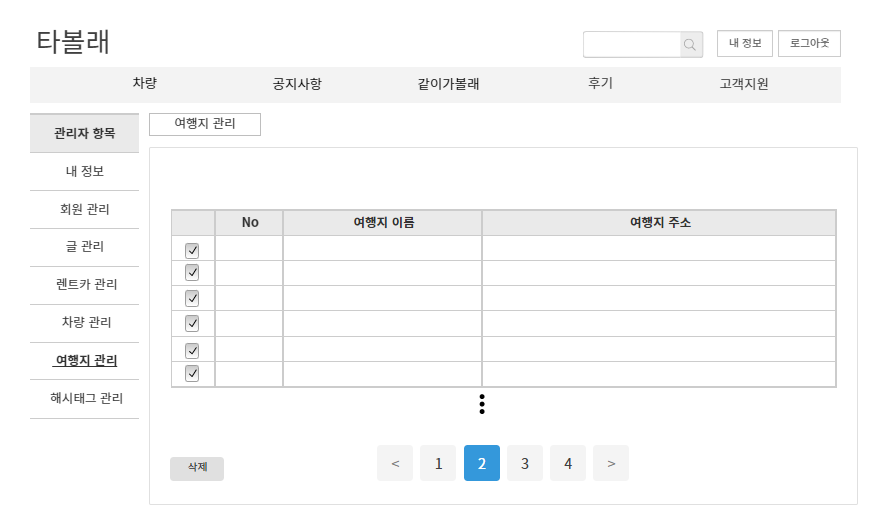 타볼래
내 정보
로그아웃
차량 공지사항 같이가볼래 후기 고객지원
관리자 항목
내 정보
회원 관리
글 관리
렌트카 관리
차량 관리
여행지 관리
해시태그 관리
여행지 관리
No 여행지 이름 여행지 주소
삭제
< 1 2 3 4 >